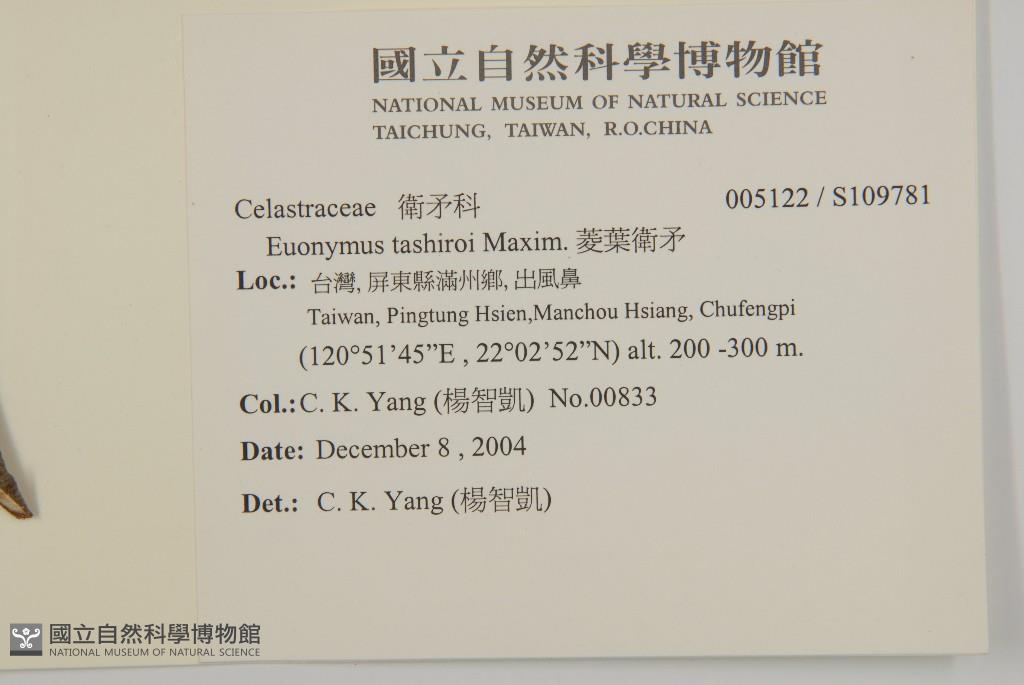 國立自然科學博物館
NATIONAL MUSEUM OF NATURAL SCIENCE
TAICHUNG, TAIWAN, R.O.CHINA
Celastraceae 衛矛科 005122 / S109781
Euonymus tashiroi Maxim. 菱葉衛矛
Loc.: 台灣, 屏東縣滿州鄉, 出風鼻
Taiwan, Pingtung Hsien,Manchou Hsiang, Chufengpi
(120°51’45”E , 22°02’52”N) alt. 200 -300 m.
Col.: C. K. Yang (楊智凱) No.00833
Date: December 8 , 2004
Det.: C. K. Yang (楊智凱)
國立自然科學博物館
NATIONAL MUSEUM OF NATURAL SCIENCE